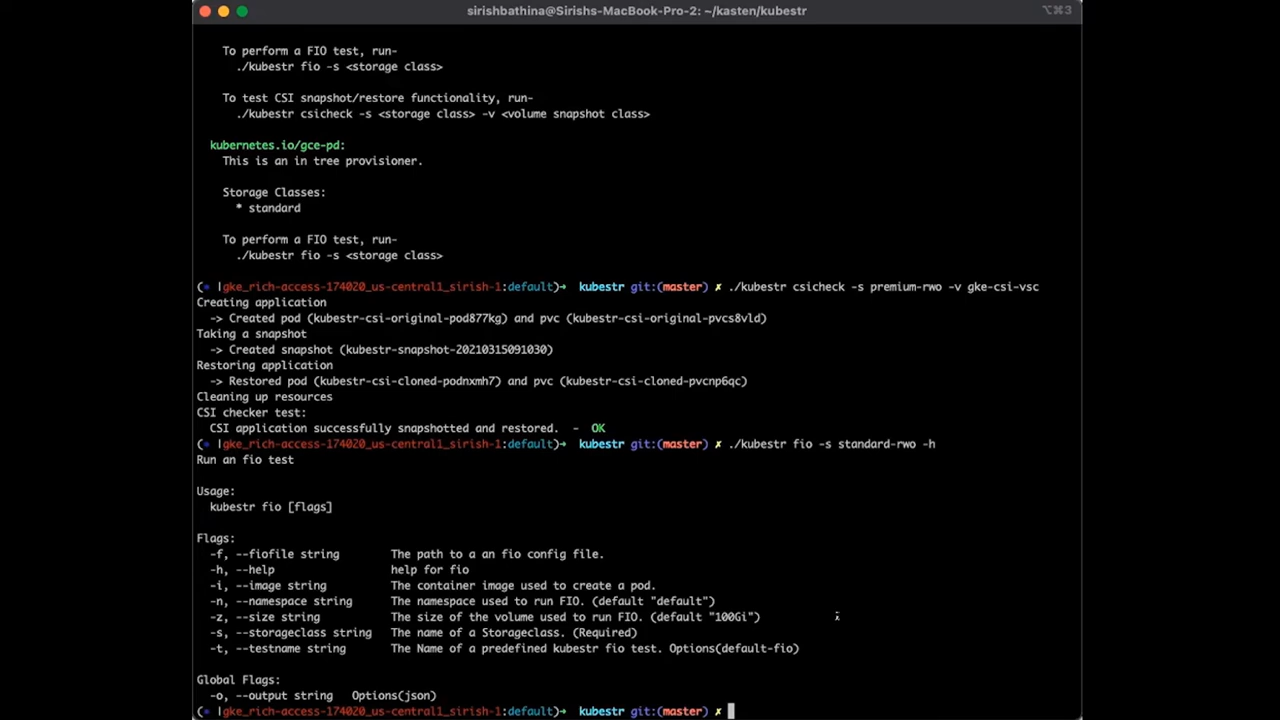 sirishbathina@Sirishs-MacBook-Pro-2: ~/kasten/kubestr
⌥⌘3
To perform a FIO test, run-
./kubestr fio -s <storage class>
To test CSI snapshot/restore functionality, run-
./kubestr csicheck -s <storage class> -v <volume snapshot class>
kubernetes.io/gce-pd:
This is an in tree provisioner.
Storage Classes:
* standard
To perform a FIO test, run-
./kubestr fio -s <storage class>
(⎈ |gke_rich-access-174020_us-central1_sirish-1:default)➜  kubestr git:(master) ✗ ./kubestr csicheck -s premium-rwo -v gke-csi-vsc
Creating application
-> Created pod (kubestr-csi-original-pod877kg) and pvc (kubestr-csi-original-pvcs8vld)
Taking a snapshot
-> Created snapshot (kubestr-snapshot-20210315091030)
Restoring application
-> Restored pod (kubestr-csi-cloned-podnxmh7) and pvc (kubestr-csi-cloned-pvcnp6qc)
Cleaning up resources
CSI checker test:
CSI application successfully snapshotted and restored.  -  OK
(⎈ |gke_rich-access-174020_us-central1_sirish-1:default)➜  kubestr git:(master) ✗ ./kubestr fio -s standard-rwo -h
Run an fio test
Usage:
kubestr fio [flags]
Flags:
-f, --fiofile string        The path to a an fio config file.
-h, --help                  help for fio
-i, --image string          The container image used to create a pod.
-n, --namespace string      The namespace used to run FIO. (default "default")
-z, --size string           The size of the volume used to run FIO. (default "100Gi")
-s, --storageclass string   The name of a Storageclass. (Required)
-t, --testname string       The Name of a predefined kubestr fio test. Options(default-fio)
Global Flags:
-o, --output string   Options(json)
(⎈ |gke_rich-access-174020_us-central1_sirish-1:default)➜  kubestr git:(master) ✗